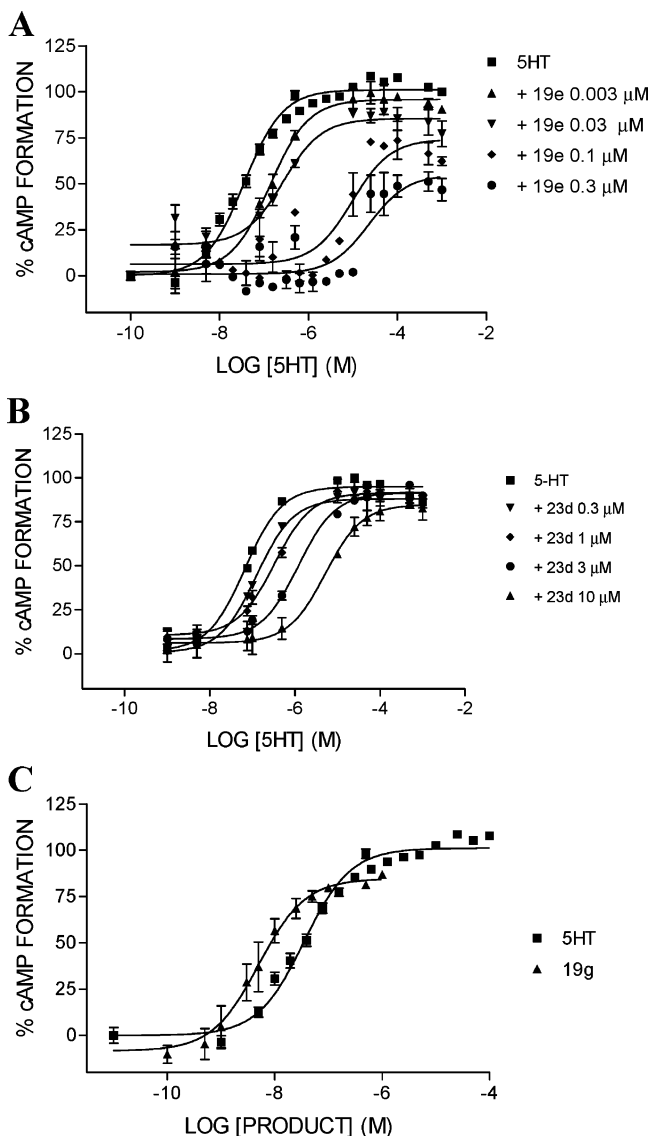 A
125
100
75
50
25
0
% cAMP FORMATION
-10
-8
-6
-4
-2
LOG [5HT] (M)
5HT
+ 19e 0.003 µM
+ 19e 0.03 µM
+ 19e 0.1 µM
+ 19e 0.3 µM
B
125
100
75
50
25
0
% cAMP FORMATION
-10
-8
-6
-4
-2
LOG [5HT] (M)
5-HT
+ 23d 0.3 µM
+ 23d 1 µM
+ 23d 3 µM
+ 23d 10 µM
C
125
100
75
50
25
0
% cAMP FORMATION
-10
-8
-6
-4
LOG [PRODUCT] (M)
5HT
19g